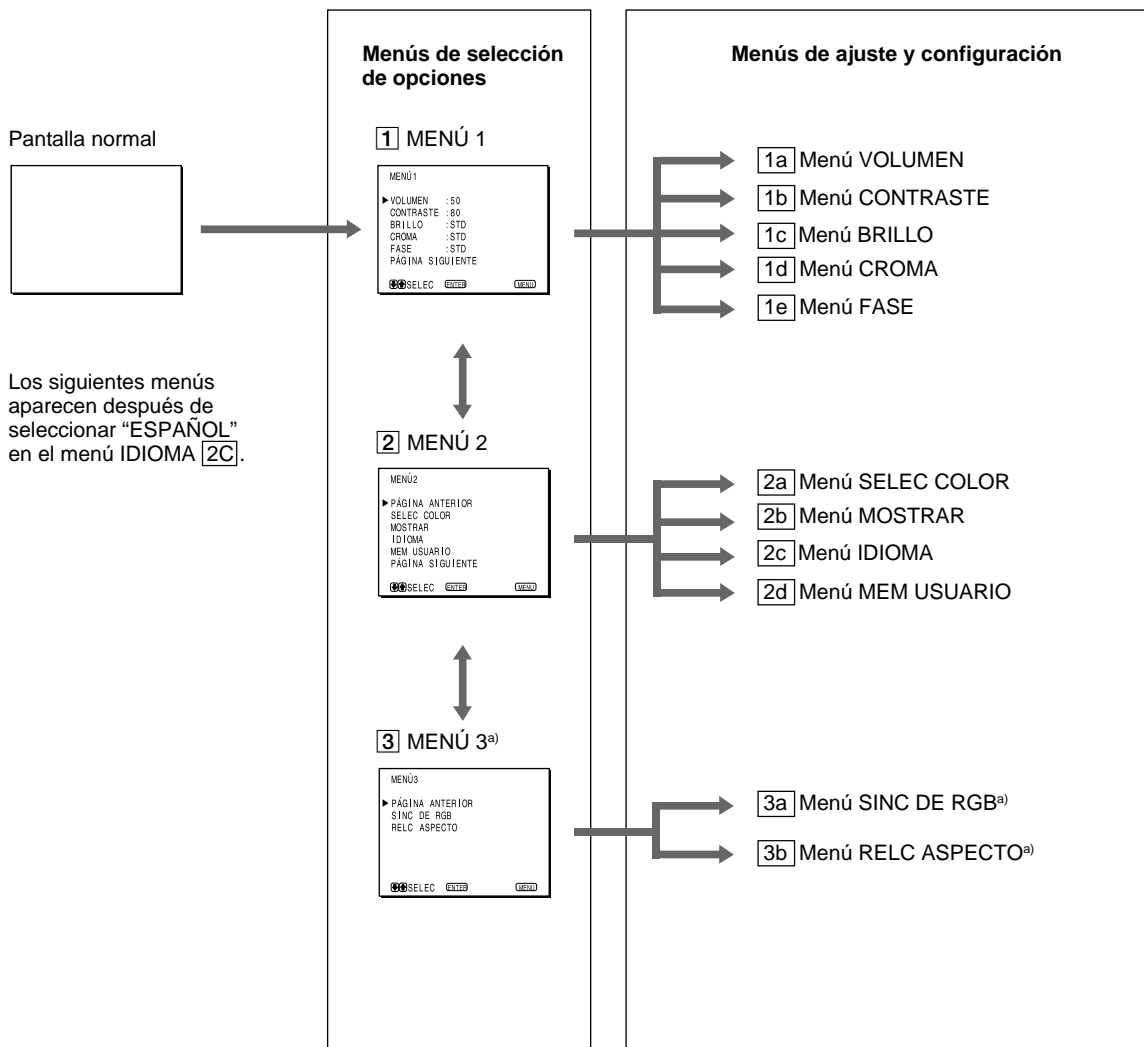 Menús de selección
de opciones
Menús de ajuste y configuración
Pantalla normal
1 MENÚ 1
MENÚ1
▶VOLUMEN :50
CONTRASTE :80
BRILLO :STD
CROMA :STD
FASE :STD
PÁGINA SIGUIENTE
SELEC ENTER MENU
1a Menú VOLUMEN
1b Menú CONTRASTE
1c Menú BRILLO
1d Menú CROMA
1e Menú FASE
Los siguientes menús
aparecen después de
seleccionar “ESPAÑOL”
en el menú IDIOMA 2C.
2 MENÚ 2
MENÚ2
▶PÁGINA ANTERIOR
SELEC COLOR
MOSTRAR
IDIOMA
MEM USUARIO
PÁGINA SIGUIENTE
SELEC ENTER MENU
2a Menú SELEC COLOR
2b Menú MOSTRAR
2c Menú IDIOMA
2d Menú MEM USUARIO
3 MENÚ 3a)
MENÚ3
▶PÁGINA ANTERIOR
SINC DE RGB
RELC ASPECTO
SELEC ENTER MENU
3a Menú SINC DE RGBa)
3b Menú RELC ASPECTOa)